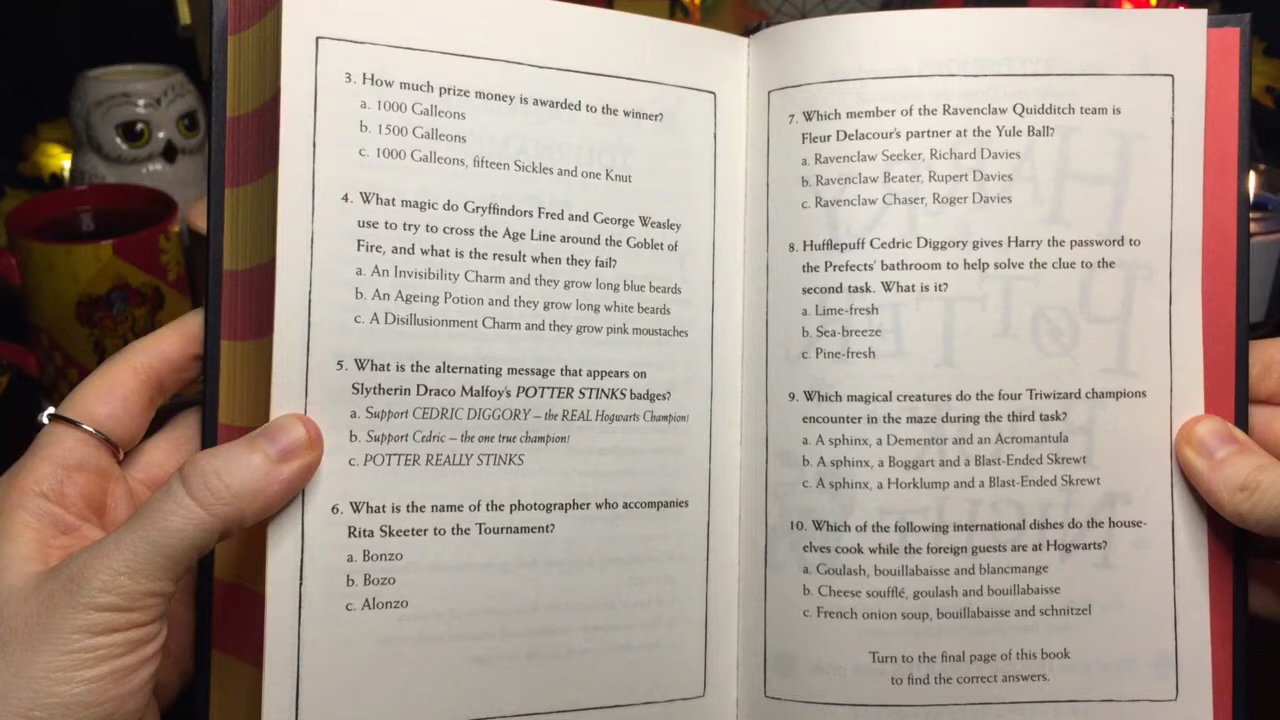 3. How much prize money is awarded to the winner?
a. 1000 Galleons
b. 1500 Galleons
c. 1000 Galleons, fifteen Sickles and one Knut
4. What magic do Gryffindors Fred and George Weasley
use to try to cross the Age Line around the Goblet of
Fire, and what is the result when they fail?
a. An Invisibility Charm and they grow long blue beards
b. An Ageing Potion and they grow long white beards
c. A Disillusionment Charm and they grow pink moustaches
5. What is the alternating message that appears on
Slytherin Draco Malfoy's POTTER STINKS badges?
a. Support CEDRIC DIGGORY – the REAL Hogwarts Champion!
b. Support Cedric – the one true champion!
c. POTTER REALLY STINKS
6. What is the name of the photographer who accompanies
Rita Skeeter to the Tournament?
a. Bonzo
b. Bozo
c. Alonzo
7. Which member of the Ravenclaw Quidditch team is
Fleur Delacour's partner at the Yule Ball?
a. Ravenclaw Seeker, Richard Davies
b. Ravenclaw Beater, Rupert Davies
c. Ravenclaw Chaser, Roger Davies
8. Hufflepuff Cedric Diggory gives Harry the password to
the Prefects' bathroom to help solve the clue to the
second task. What is it?
a. Lime-fresh
b. Sea-breeze
c. Pine-fresh
9. Which magical creatures do the four Triwizard champions
encounter in the maze during the third task?
a. A sphinx, a Dementor and an Acromantula
b. A sphinx, a Boggart and a Blast-Ended Skrewt
c. A sphinx, a Horklump and a Blast-Ended Skrewt
10. Which of the following international dishes do the house-
elves cook while the foreign guests are at Hogwarts?
a. Goulash, bouillabaisse and blancmange
b. Cheese soufflé, goulash and bouillabaisse
c. French onion soup, bouillabaisse and schnitzel
Turn to the final page of this book
to find the correct answers.